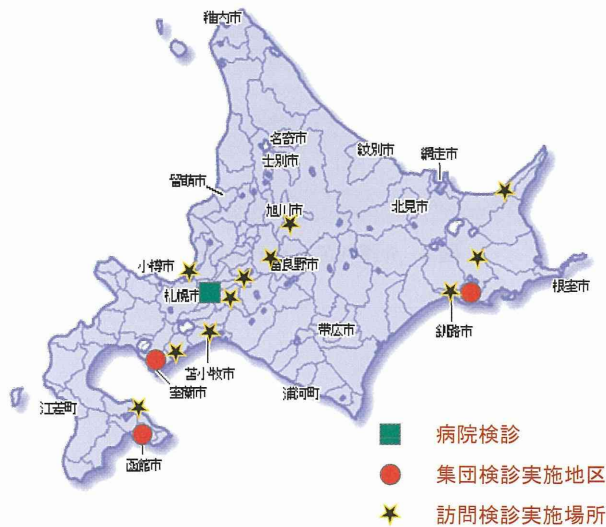 稚内市
名寄市
士別市
紋別市
網走市
留萌市
旭川市
北見市
小樽市
富良野市
札幌市
根室市
釧路市
帯広市
苫小牧市
室蘭市
浦河町
江差町
函館市
病院検診
集団検診実施地区
訪問検診実施場所